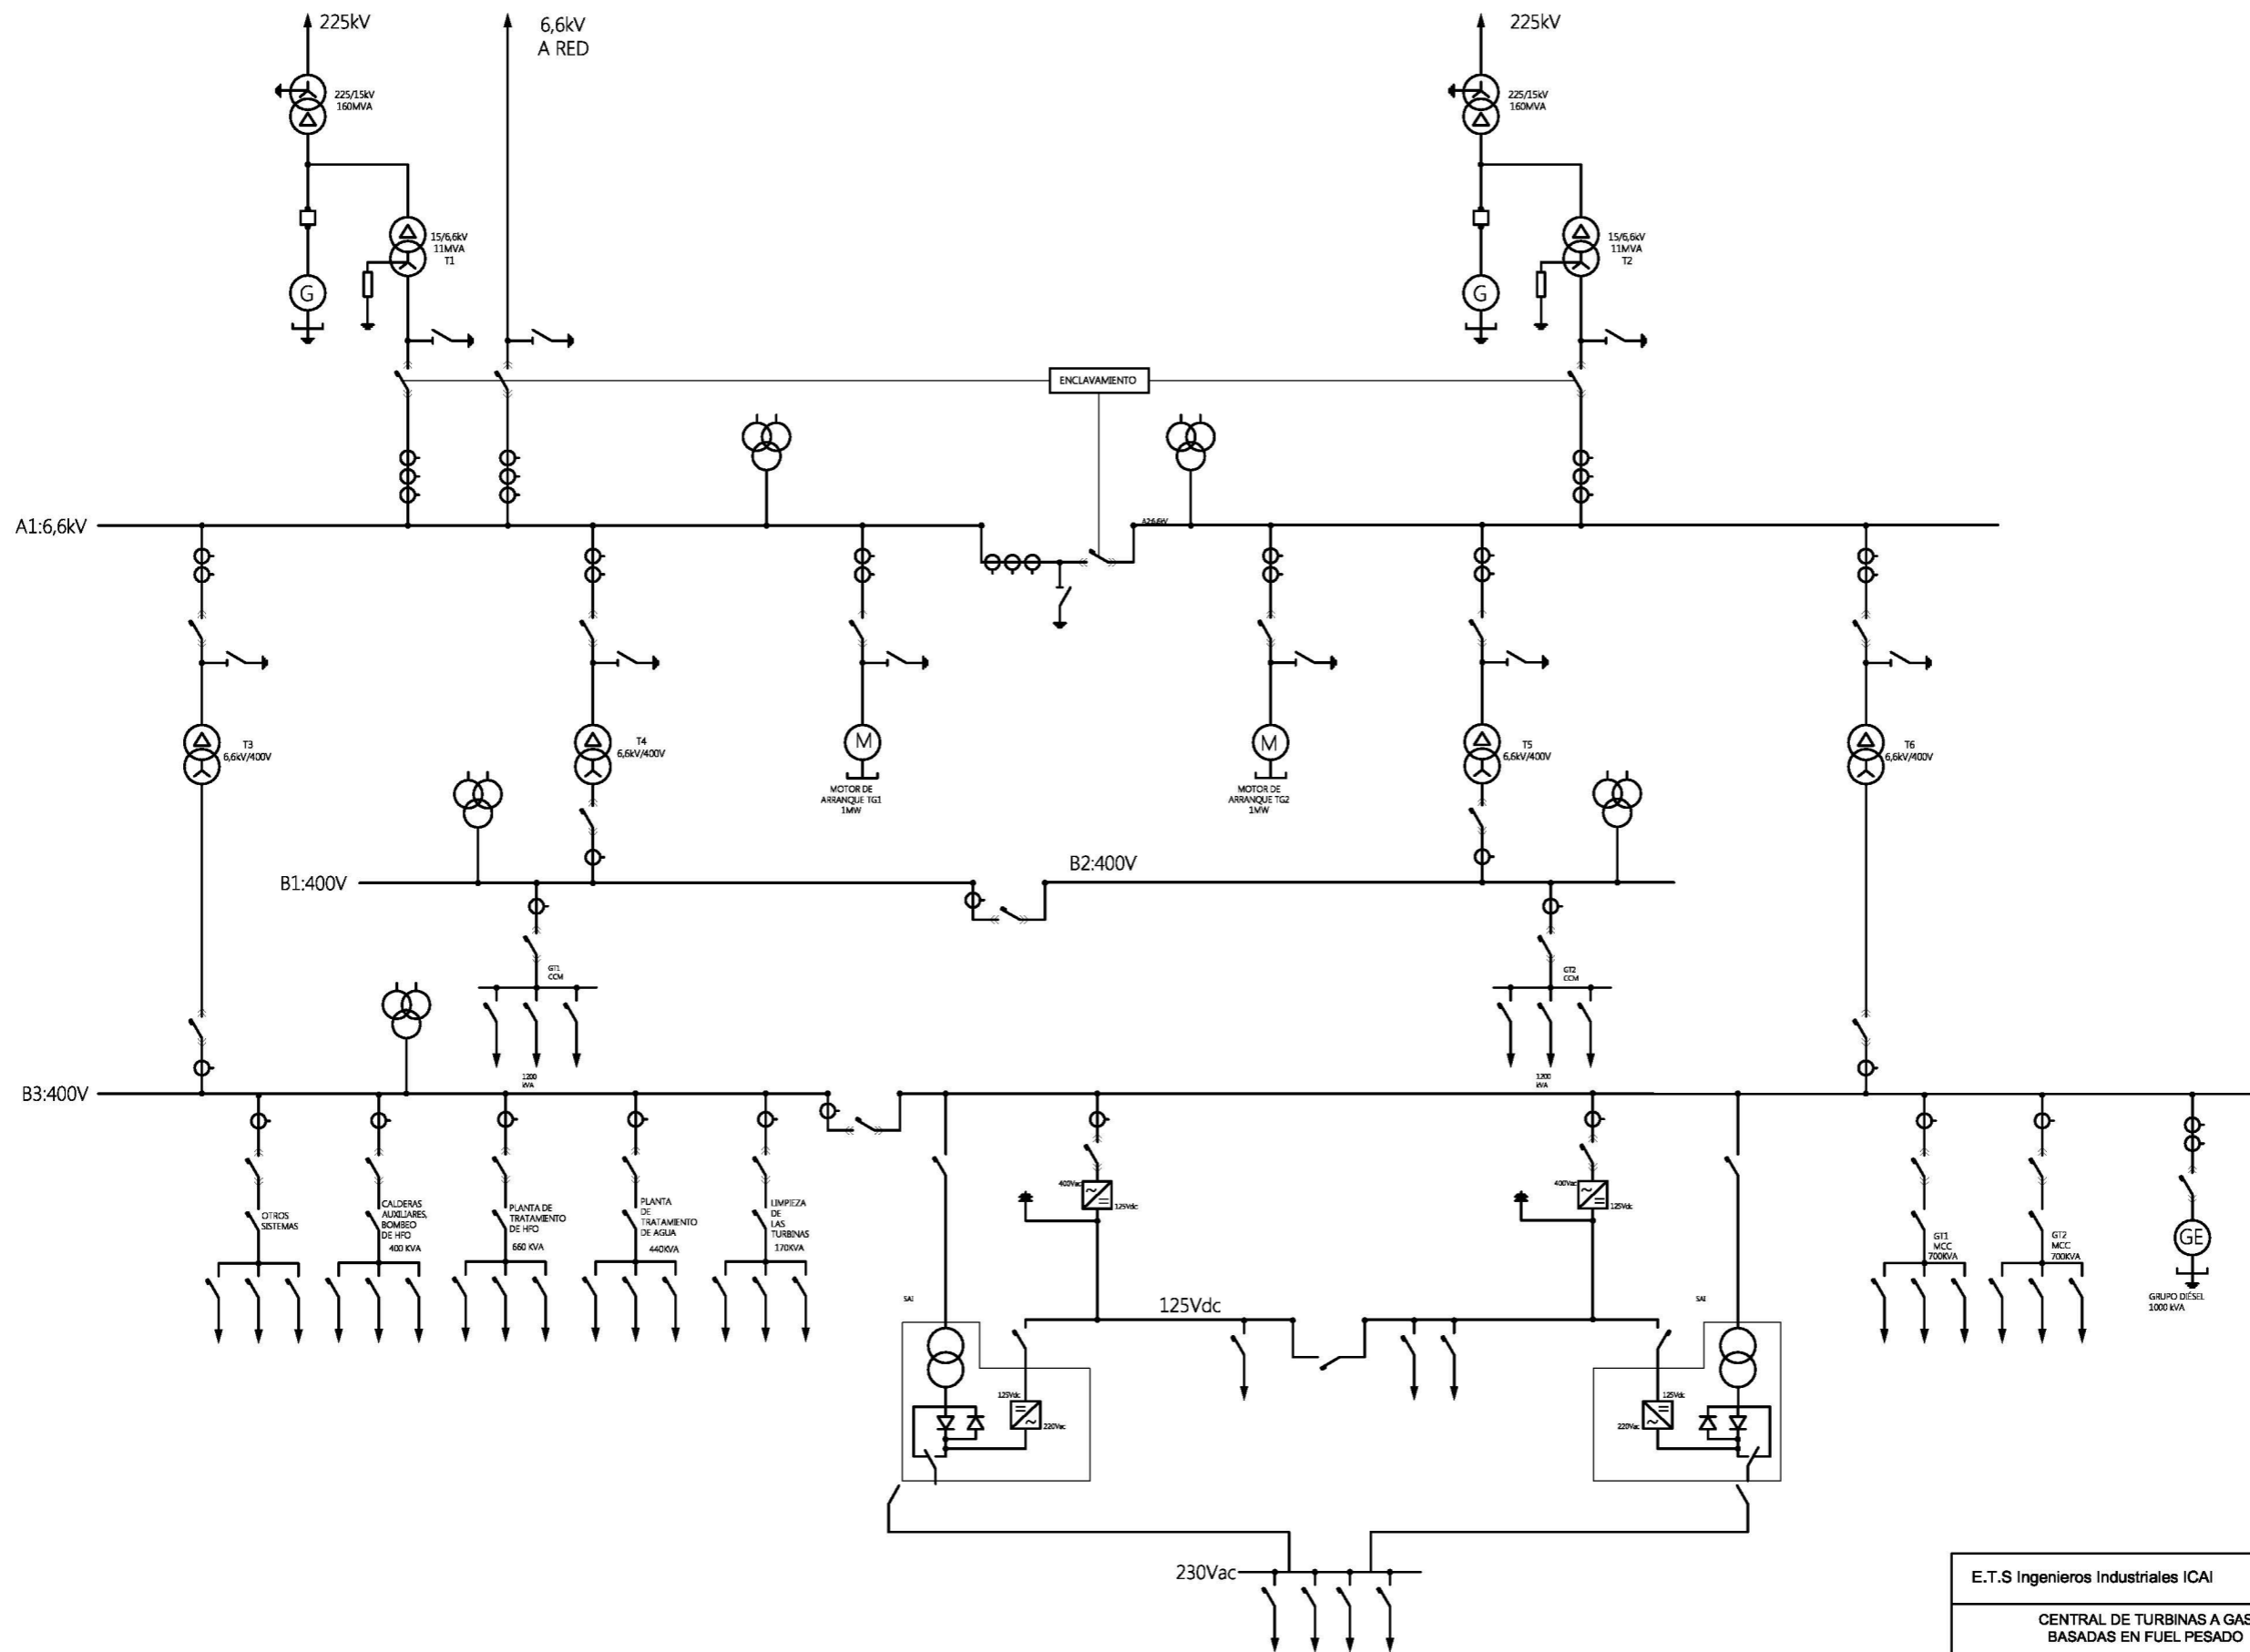 225kV
6,6kV
A RED
225kV
225/15kV
160MVA
225/15kV
160MVA
15/6,6kV
11MVA
T1
15/6,6kV
11MVA
T2
G
G
ENCLAVAMIENTO
A1:6,6kV
A2:6,6kV
T3
6,6kV/400V
T4
6,6kV/400V
M
MOTOR DE
ARRANQUE TG1
1MW
M
MOTOR DE
ARRANQUE TG2
1MW
T5
6,6kV/400V
T6
6,6kV/400V
B1:400V
B2:400V
GT1
CCM
GT2
CCM
1200
kVA
1200
kVA
B3:400V
OTROS
SISTEMAS
CALDERAS
AUXILIARES,
BOMBEO
DE HFO
400 KVA
PLANTA DE
TRATAMIENTO
DE HFO
660 KVA
PLANTA
DE
TRATAMIENTO
DE AGUA
440KVA
LIMPIEZA
DE
LAS
TURBINAS
170KVA
400Vac
125Vdc
400Vac
125Vdc
GT1
MCC
700KVA
GT2
MCC
700KVA
GE
GRUPO DIÉSEL
1000 kVA
SAI
125Vdc
SAI
125Vdc
220Vac
125Vdc
220Vac
230Vac
E.T.S Ingenieros Industriales ICAI
CENTRAL DE TURBINAS A GAS
BASADAS EN FUEL PESADO